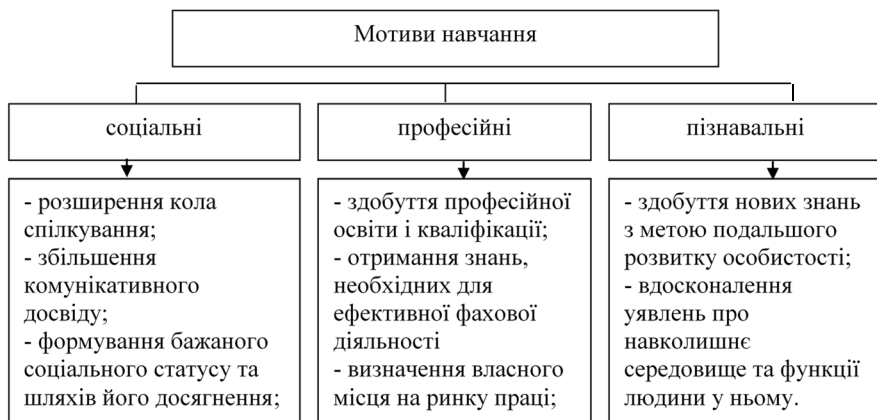 Мотиви навчання
соціальні
професійні
пізнавальні
- розширення кола
спілкування;
- збільшення
комунікативного
досвіду;
- формування бажаного
соціального статусу та
шляхів його досягнення;
- здобуття професійної
освіти і кваліфікації;
- отримання знань,
необхідних для
ефективної фахової
діяльності
- визначення власного
місця на ринку праці;
- здобуття нових знань
з метою подальшого
розвитку особистості;
- вдосконалення
уявлень про
навколишнє
середовище та функції
людини у ньому.